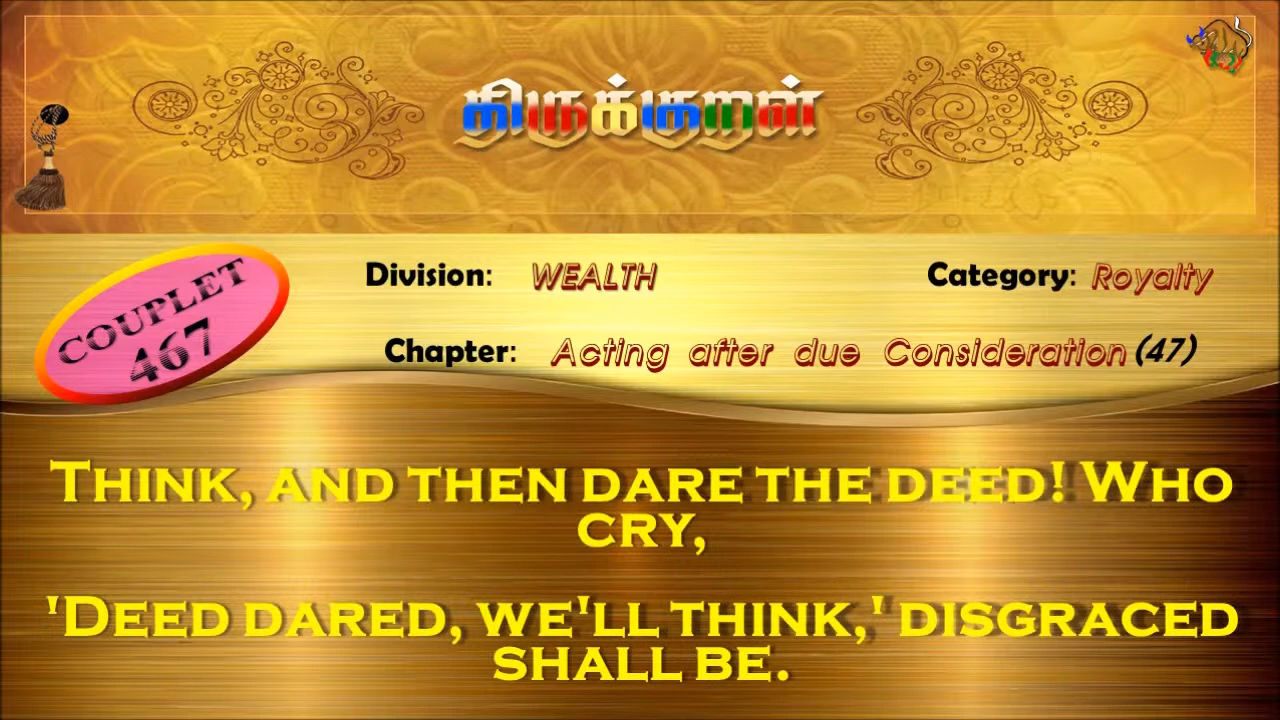 திருக்குறள்
COUPLET
467
Division: WEALTH
Category: Royalty
Chapter: Acting after due Consideration (47)
THINK, AND THEN DARE THE DEED! WHO
CRY,
'DEED DARED, WE'LL THINK,' DISGRACED
SHALL BE.